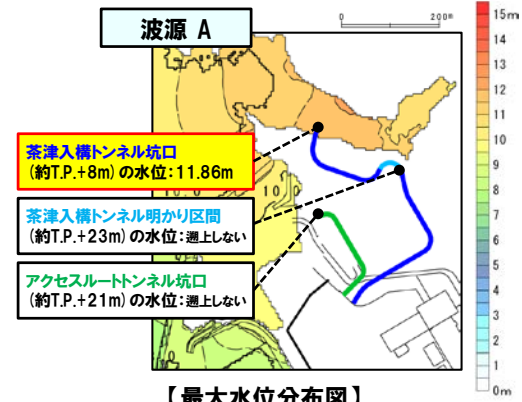 波源 A
0 200m
茶津入構トンネル坑口
(約T.P.+8m) の水位:11.86m
茶津入構トンネル明かり区間
(約T.P.+23m) の水位:遡上しない
アクセスルートトンネル坑口
(約T.P.+21m) の水位:遡上しない
10.0
15m
14
13
12
11
10
9
8
7
6
5
4
3
2
1
0m
【最大水位分布図】